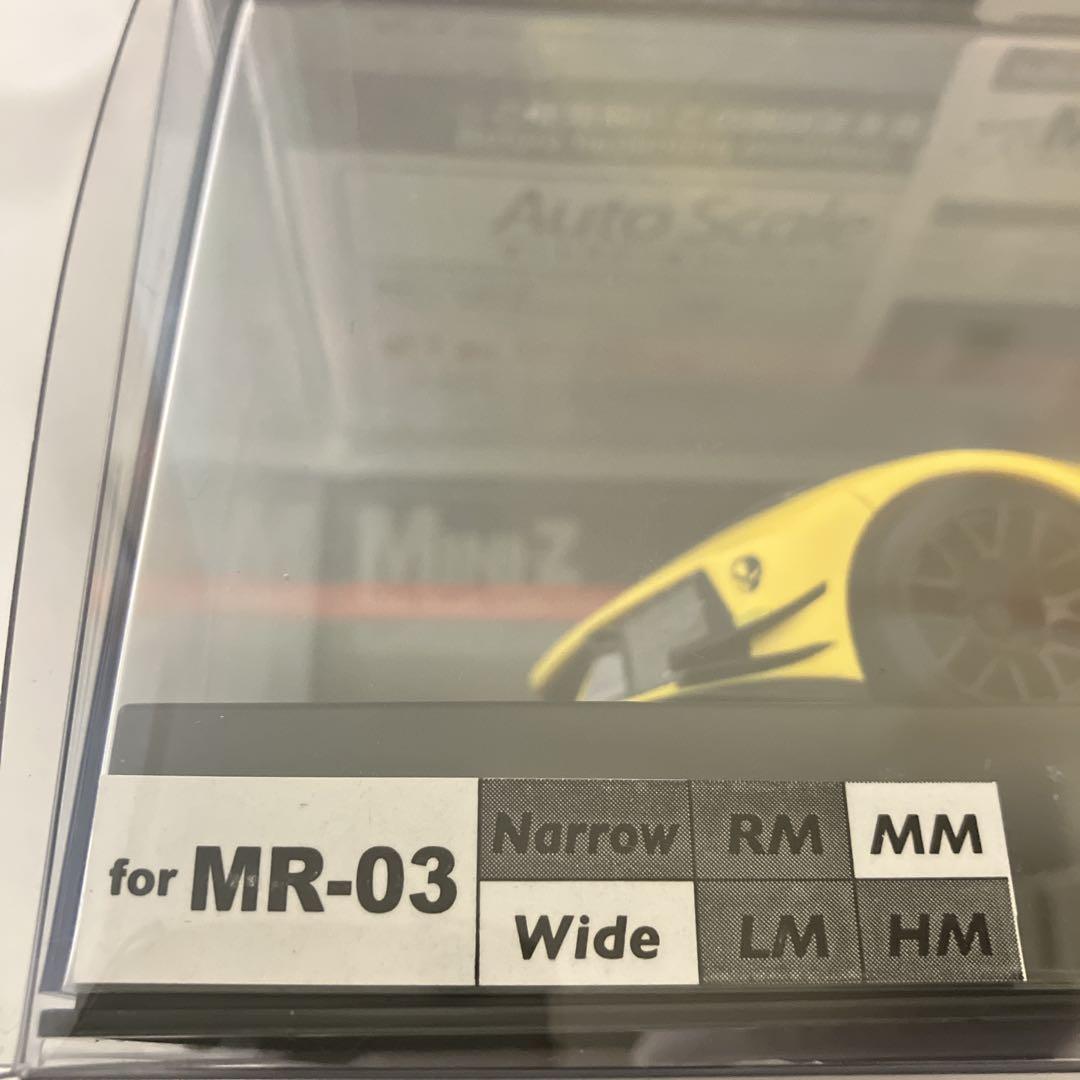 Auto Scale
MINI-Z
for MR-03
Narrow RM MM
Wide LM HM